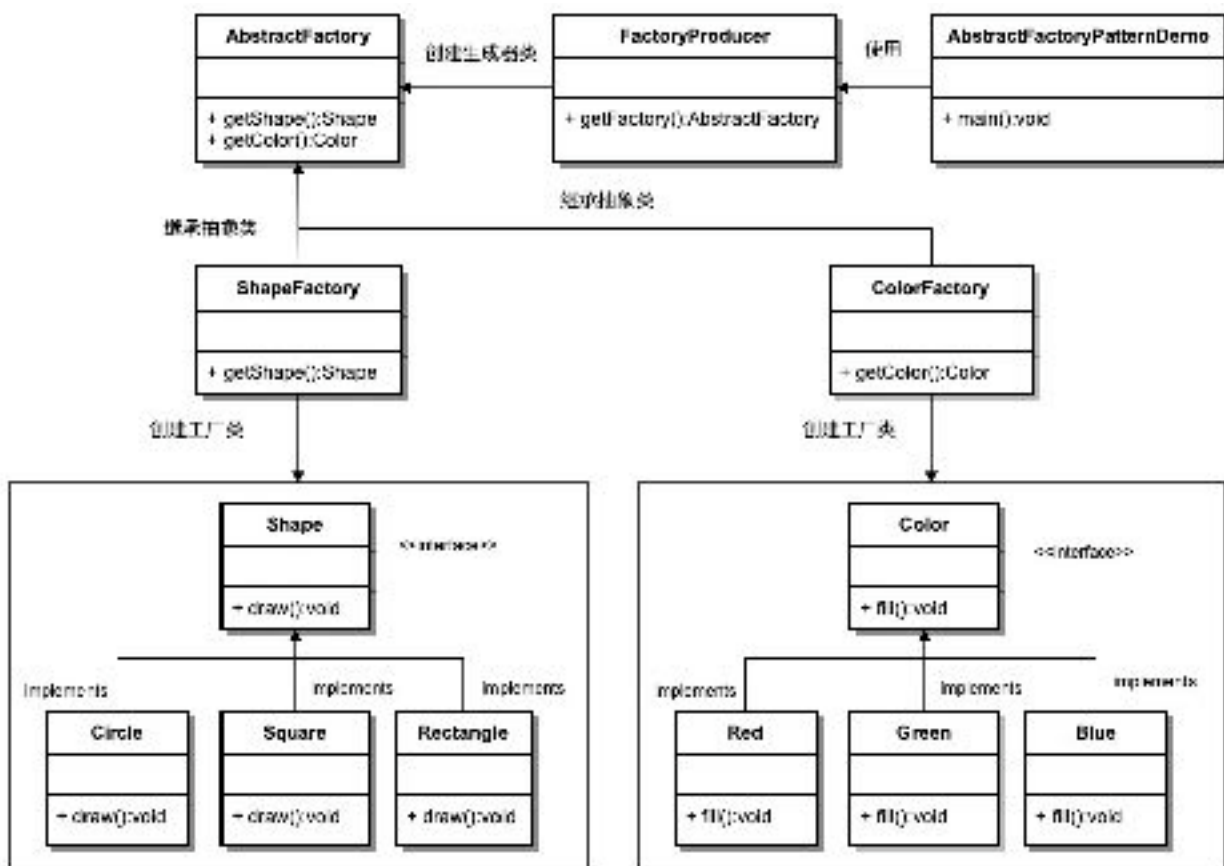 AbstractFactory
+ getShape():Shape
+ getColor():Color
创建生成器类
FactoryProducer
+ getFactory():AbstractFactory
使用
AbstractFactoryPatternDemo
+ main():void
继承抽象类
继承抽象类
ShapeFactory
+ getShape():Shape
ColorFactory
+ getColor():Color
创建工厂类
创建工厂类
Shape
<<interface>>
+ draw():void
implements
implements
implements
Circle
+ draw():void
Square
+ draw():void
Rectangle
+ draw():void
Color
<<interface>>
+ fill():void
implements
implements
implements
Red
+ fill():void
Green
+ fill():void
Blue
+ fill():void